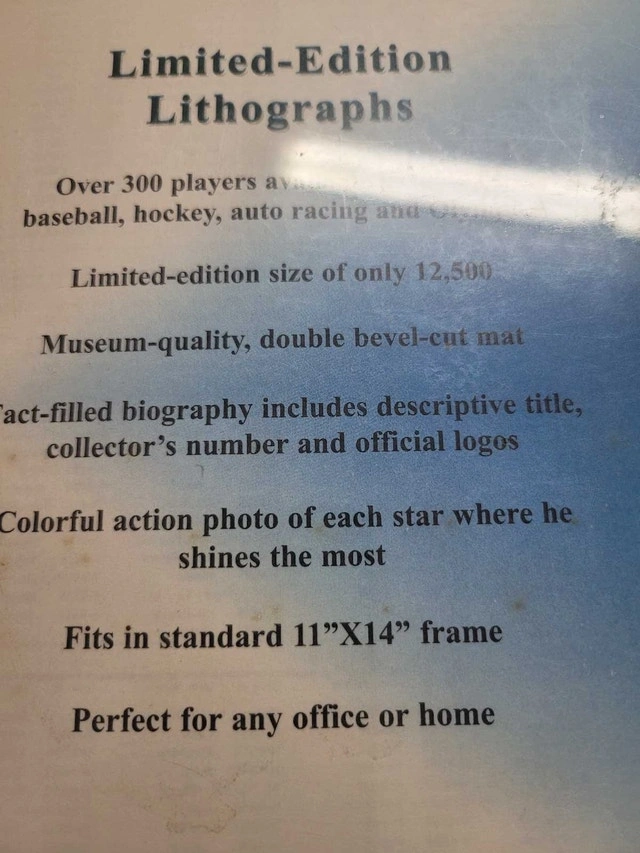 Limited-Edition
Lithographs
Over 300 players
baseball, hockey, auto racing and
Limited-edition size of only 12,500
Museum-quality, double bevel-cut mat
act-filled biography includes descriptive title,
collector's number and official logos
Colorful action photo of each star where he
shines the most
Fits in standard 11”X14” frame
Perfect for any office or home